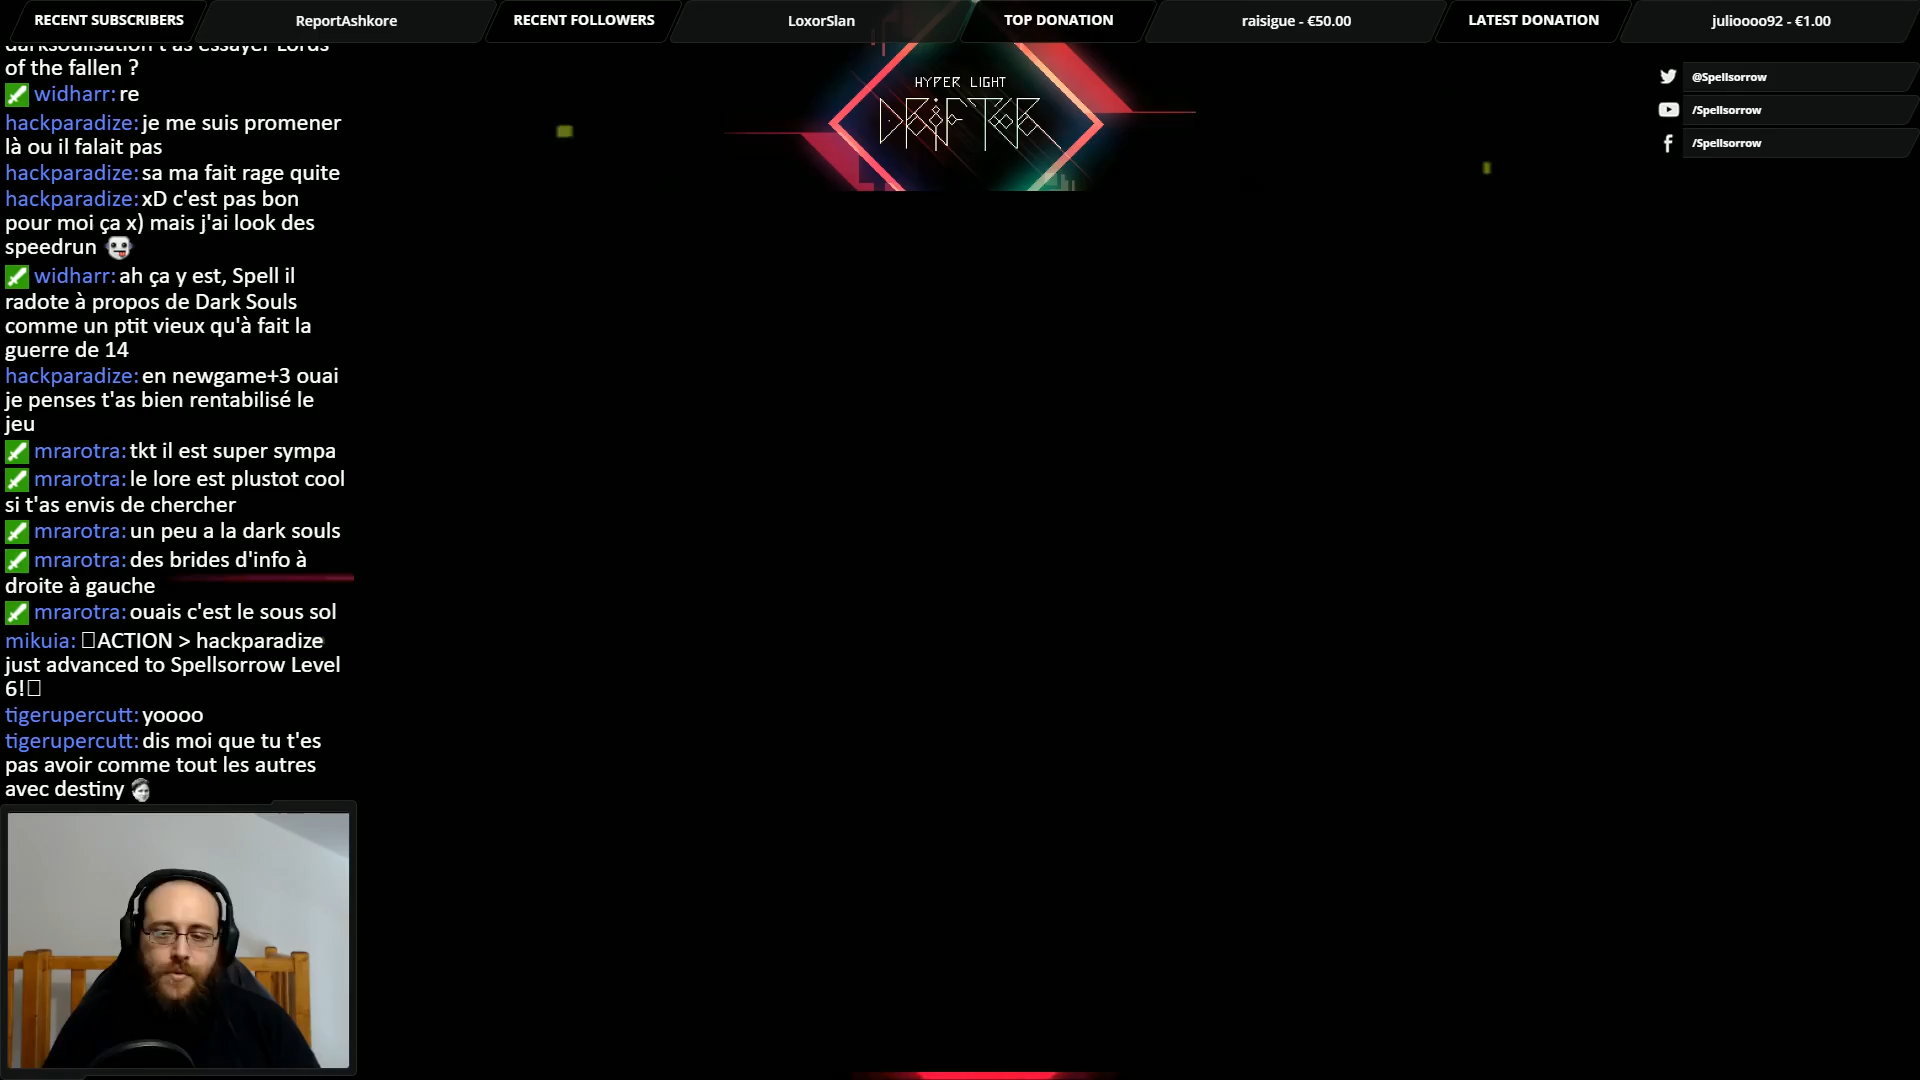 RECENT SUBSCRIBERS
ReportAshkore
RECENT FOLLOWERS
LoxorSlan
TOP DONATION
raisigue - €50.00
LATEST DONATION
julioooo92 - €1.00
darksoulisation t'as essayer Lords
of the fallen ?
widharr: re
hackparadize: je me suis promener
là ou il falait pas
hackparadize: sa ma fait rage quite
hackparadize: xD c'est pas bon
pour moi ça x) mais j'ai look des
speedrun
widharr: ah ça y est, Spell il
radote à propos de Dark Souls
comme un ptit vieux qu'à fait la
guerre de 14
hackparadize: en newgame+3 ouai
je penses t'as bien rentabilisé le
jeu
mrarotra: tkt il est super sympa
mrarotra: le lore est plustot cool
si t'as envis de chercher
mrarotra: un peu a la dark souls
mrarotra: des brides d'info à
droite à gauche
mrarotra: ouais c'est le sous sol
mikuia: ACTION > hackparadize
just advanced to Spellsorrow Level
6!
tigerupercutt: yoooo
tigerupercutt: dis moi que tu t'es
pas avoir comme tout les autres
avec destiny
HYPER LIGHT
DRIFTER
@Spellsorrow
/Spellsorrow
/Spellsorrow